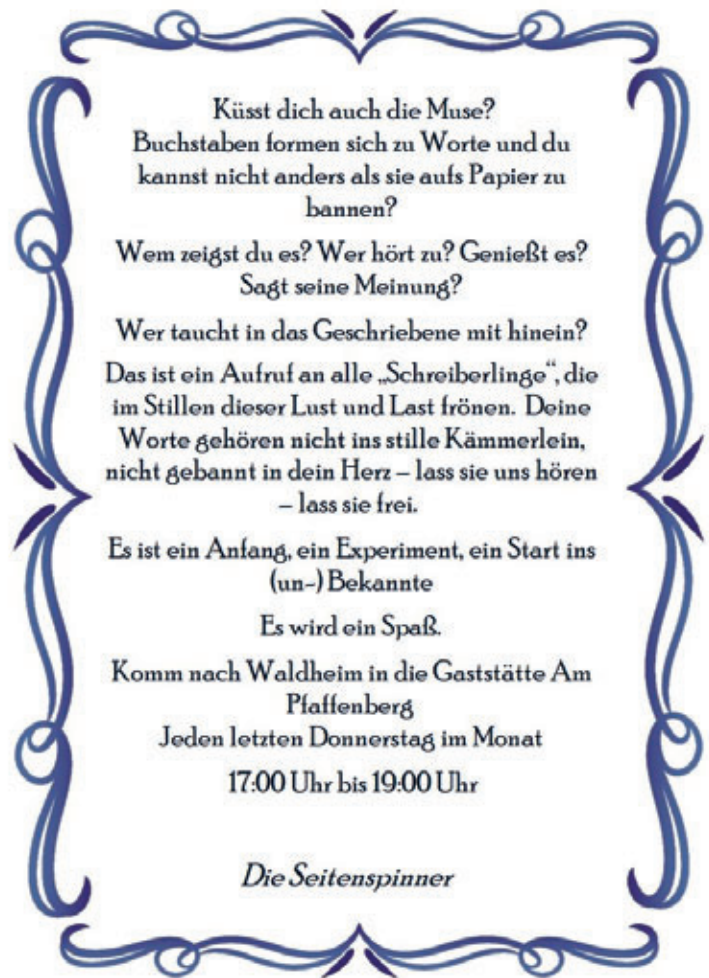 Küsst dich auch die Muse?
Buchstaben formen sich zu Worte und du
kannst nicht anders als sie aufs Papier zu
bannen?
Wem zeigst du es? Wer hört zu? Genießt es?
Sagt seine Meinung?
Wer taucht in das Geschriebene mit hinein?
Das ist ein Aufruf an alle „Schreiberlinge“, die
im Stillen dieser Lust und Last frönen. Deine
Worte gehören nicht ins stille Kämmerlein,
nicht gebannt in dein Herz – lass sie uns hören
– lass sie frei.
Es ist ein Anfang, ein Experiment, ein Start ins
(un-) Bekannte
Es wird ein Spaß.
Komm nach Waldheim in die Gaststätte Am
Pfaffenberg
Jeden letzten Donnerstag im Monat
17:00 Uhr bis 19:00 Uhr
Die Seitenspinner